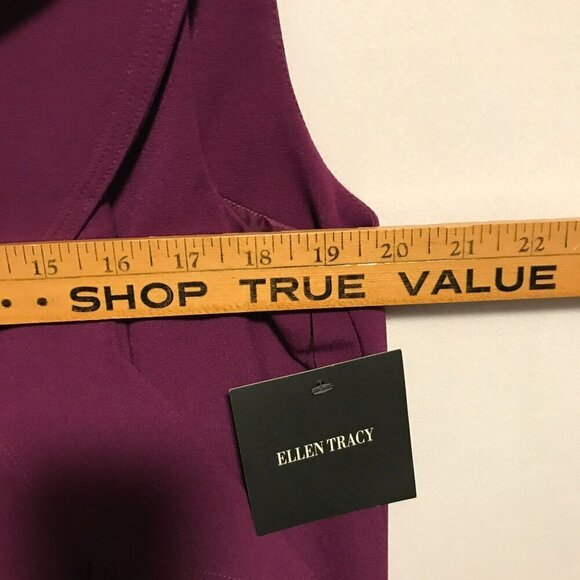 15 16 17 18 19 20 21 22
SHOP TRUE VALUE
ELLEN TRACY